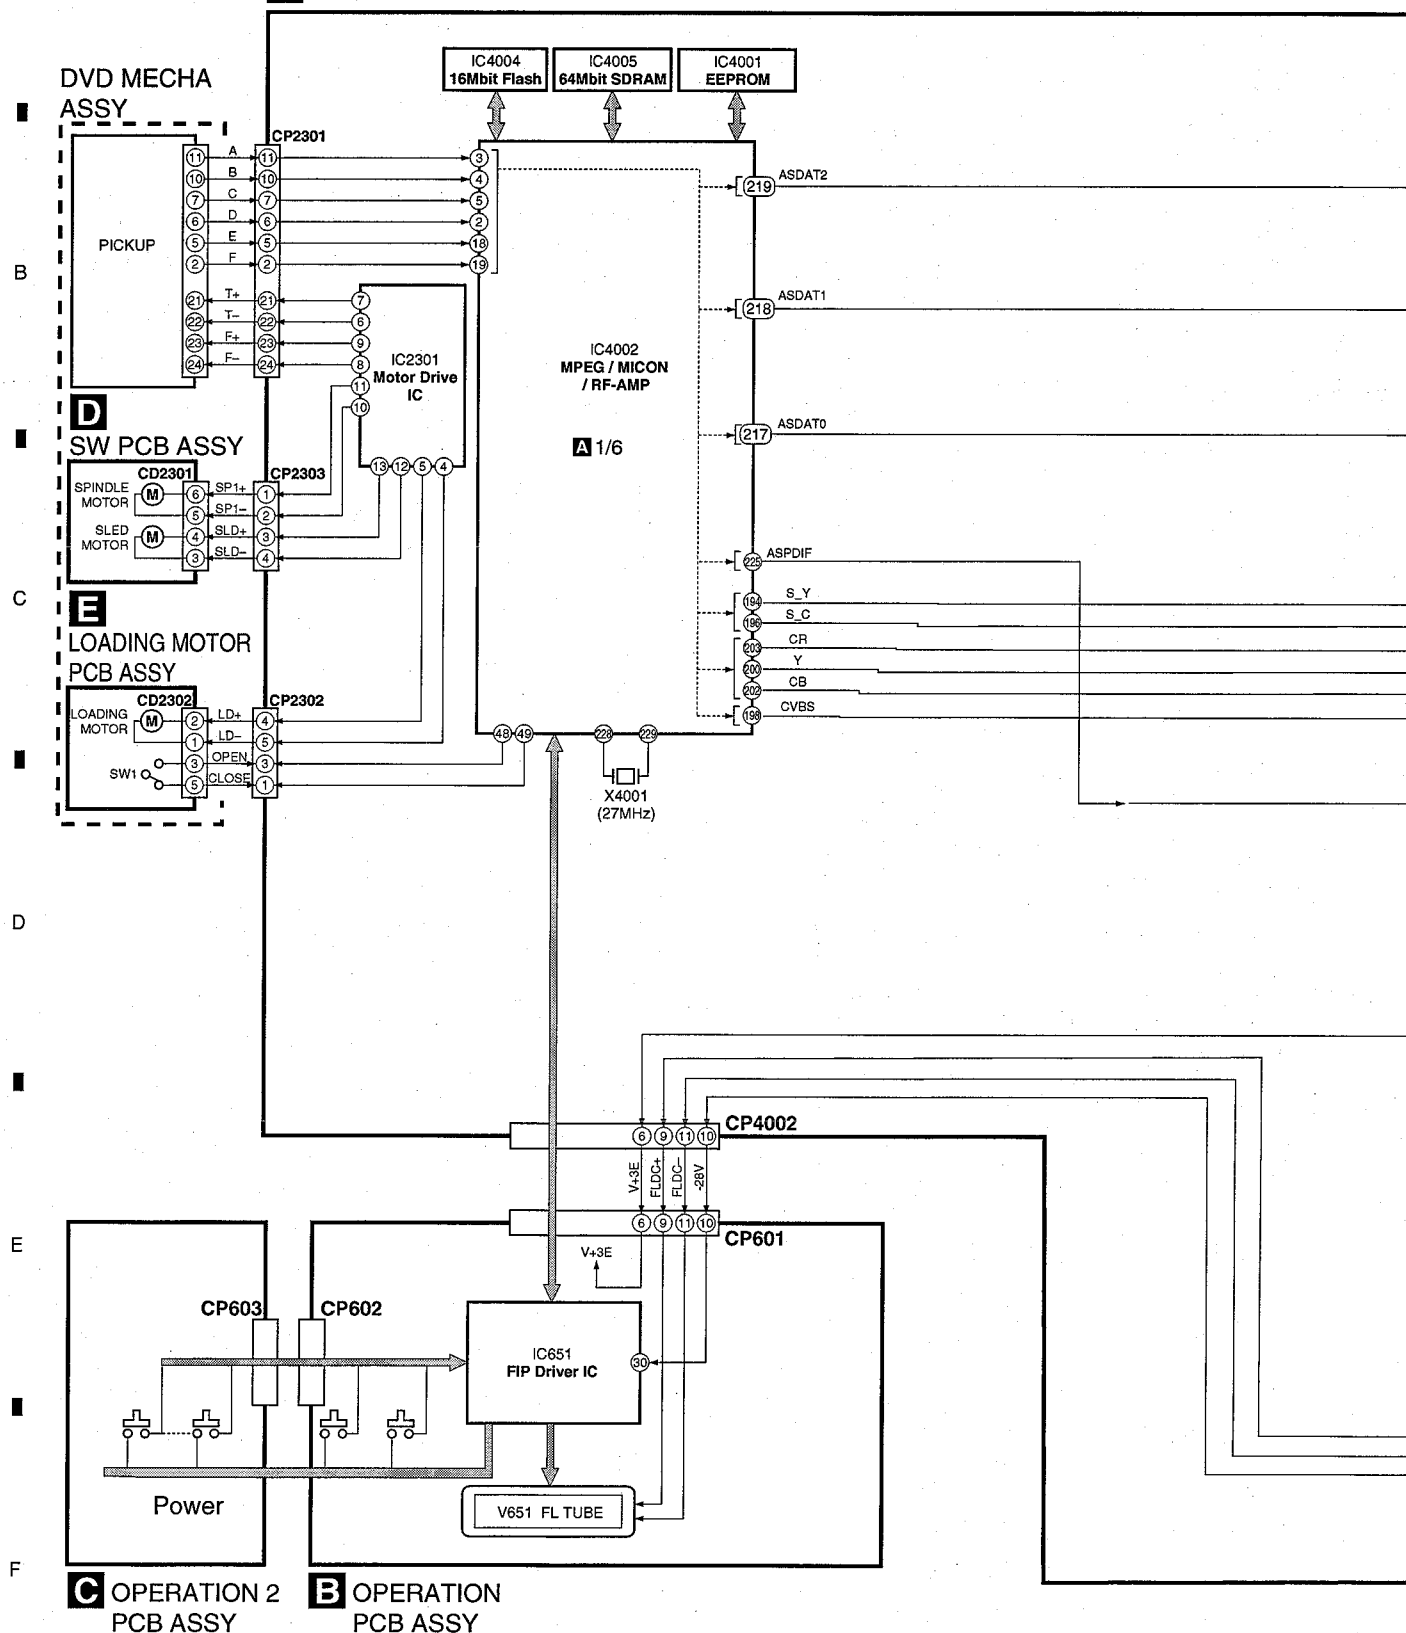 IC4004
16Mbit Flash
IC4005
64Mbit SDRAM
IC4001
EEPROM
DVD MECHA
ASSY
CP2301
PICKUP
11 A 11 3
10 B 10 4
7 C 7 5
6 D 6 2
5 E 5 18
2 F 2 19
21 T+ 21 7
22 T− 22 6
23 F+ 23 9
24 F− 24 8
11
10
IC2301
Motor Drive
IC
13 12 5 4
IC4002
MPEG / MICON
/ RF-AMP
A 1/6
219 ASDAT2
218 ASDAT1
217 ASDAT0
225 ASPDIF
194 S_Y
196 S_C
203 CR
200 Y
202 CB
198 CVBS
B
D
SW PCB ASSY
CD2301
CP2303
SPINDLE
MOTOR
M
6 SP1+ 1
5 SP1− 2
SLED
MOTOR
M
4 SLD+ 3
3 SLD− 4
C
E
LOADING MOTOR
PCB ASSY
CD2302
CP2302
LOADING
MOTOR
M
2 LD+ 4
1 LD− 5
SW1
3 OPEN 3
5 CLOSE 1
48 49 228 229
X4001
(27MHz)
D
CP4002
6 9 11 10
V+3E
FLDC+
FLDC−
-28V
6 9 11 10
CP601
E
V+3E
CP603
CP602
IC651
FIP Driver IC
30
Power
V651 FL TUBE
F
C OPERATION 2
PCB ASSY
B OPERATION
PCB ASSY